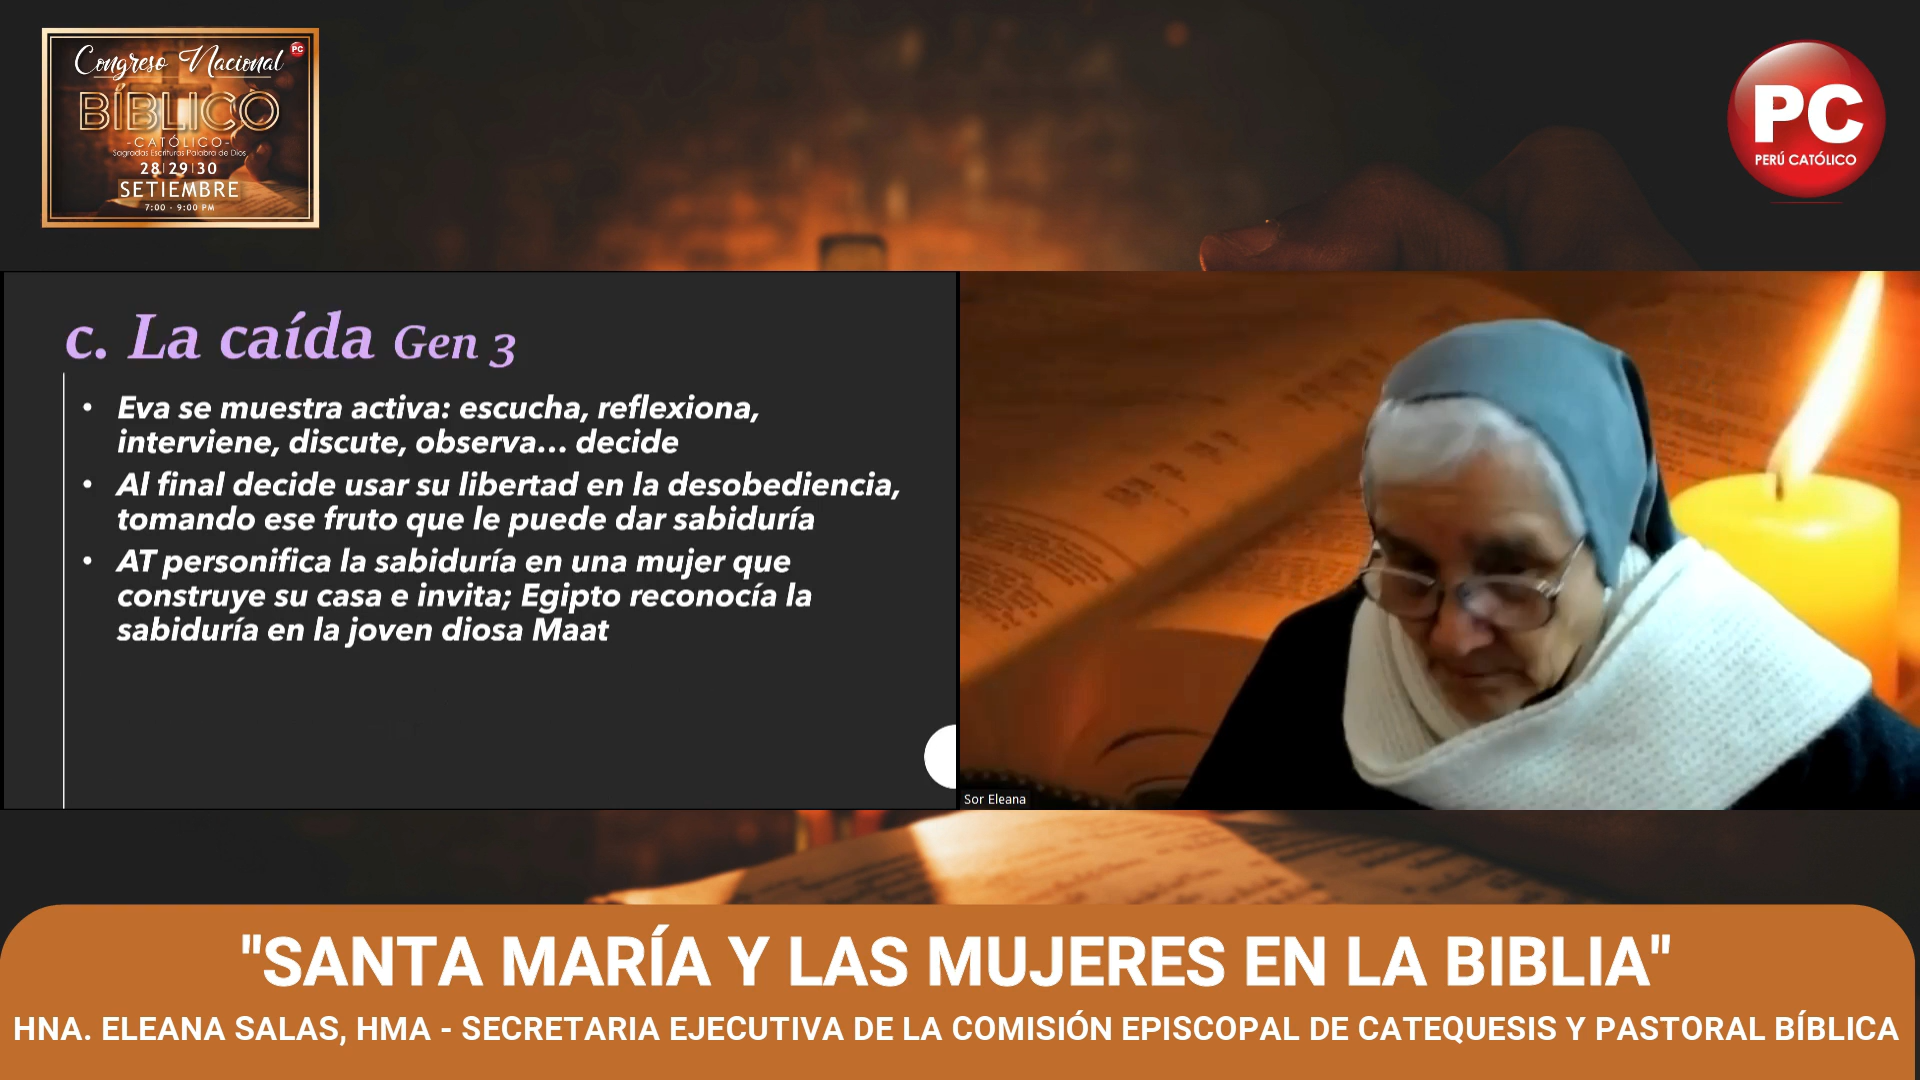 Congreso Nacional
PC
BÍBLICO
-CATÓLICO-
Sagradas Escrituras Palabra de Dios
28|29|30
SETIEMBRE
7:00 - 9:00 PM
PC
PERÚ CATÓLICO
c. La caída Gen 3
• Eva se muestra activa: escucha, reflexiona,
interviene, discute, observa... decide
• Al final decide usar su libertad en la desobediencia,
tomando ese fruto que le puede dar sabiduría
• AT personifica la sabiduría en una mujer que
construye su casa e invita; Egipto reconocía la
sabiduría en la joven diosa Maat
Sor Eleana
"SANTA MARÍA Y LAS MUJERES EN LA BIBLIA"
HNA. ELEANA SALAS, HMA - SECRETARIA EJECUTIVA DE LA COMISIÓN EPISCOPAL DE CATEQUESIS Y PASTORAL BÍBLICA